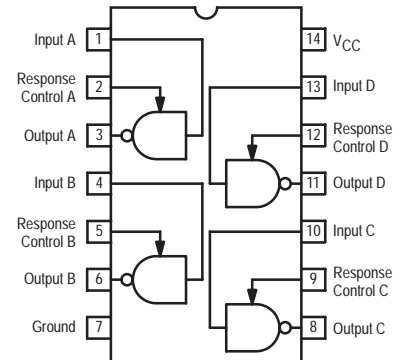 Input A 1
Response
Control A 2
Output A 3
Input B 4
Response
Control B 5
Output B 6
Ground 7
14 VCC
13 Input D
12 Response
Control D
11 Output D
10 Input C
9 Response
Control C
8 Output C